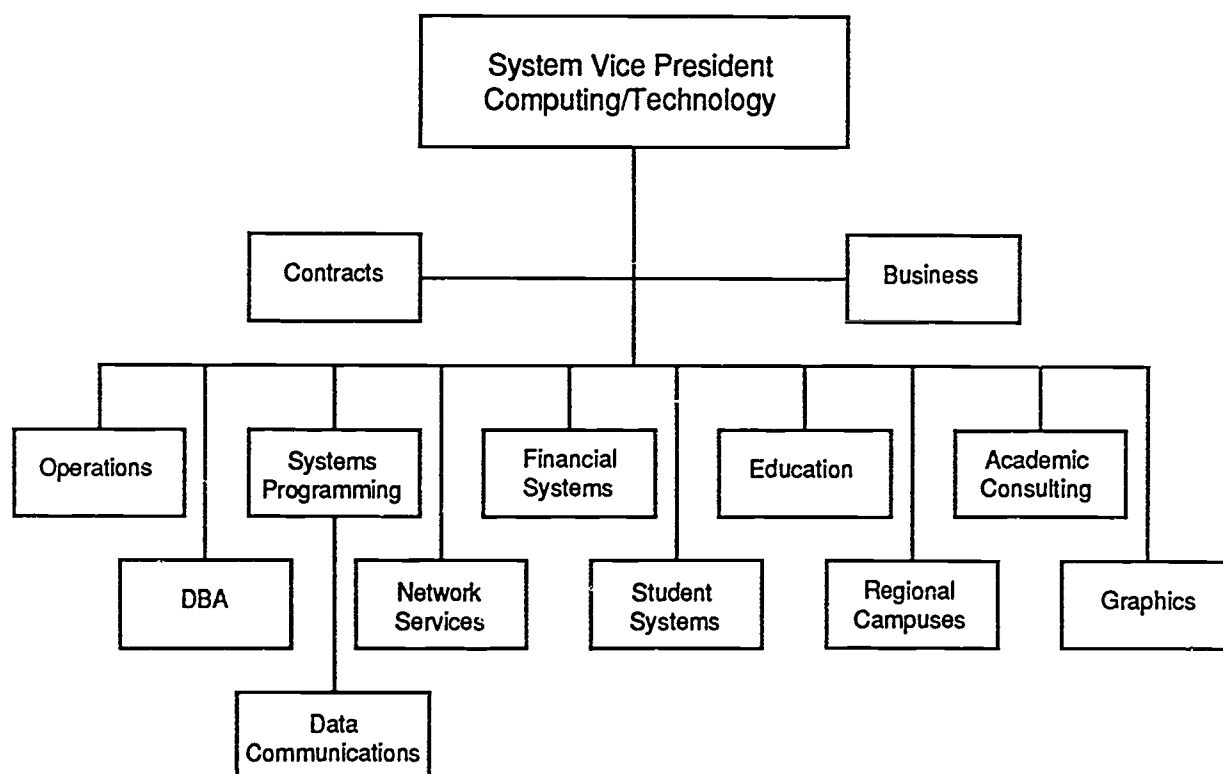 System Vice President
Computing/Technology
Contracts
Business
Operations
Systems
Programming
Financial
Systems
Education
Academic
Consulting
DBA
Network
Services
Student
Systems
Regional
Campuses
Graphics
Data
Communications